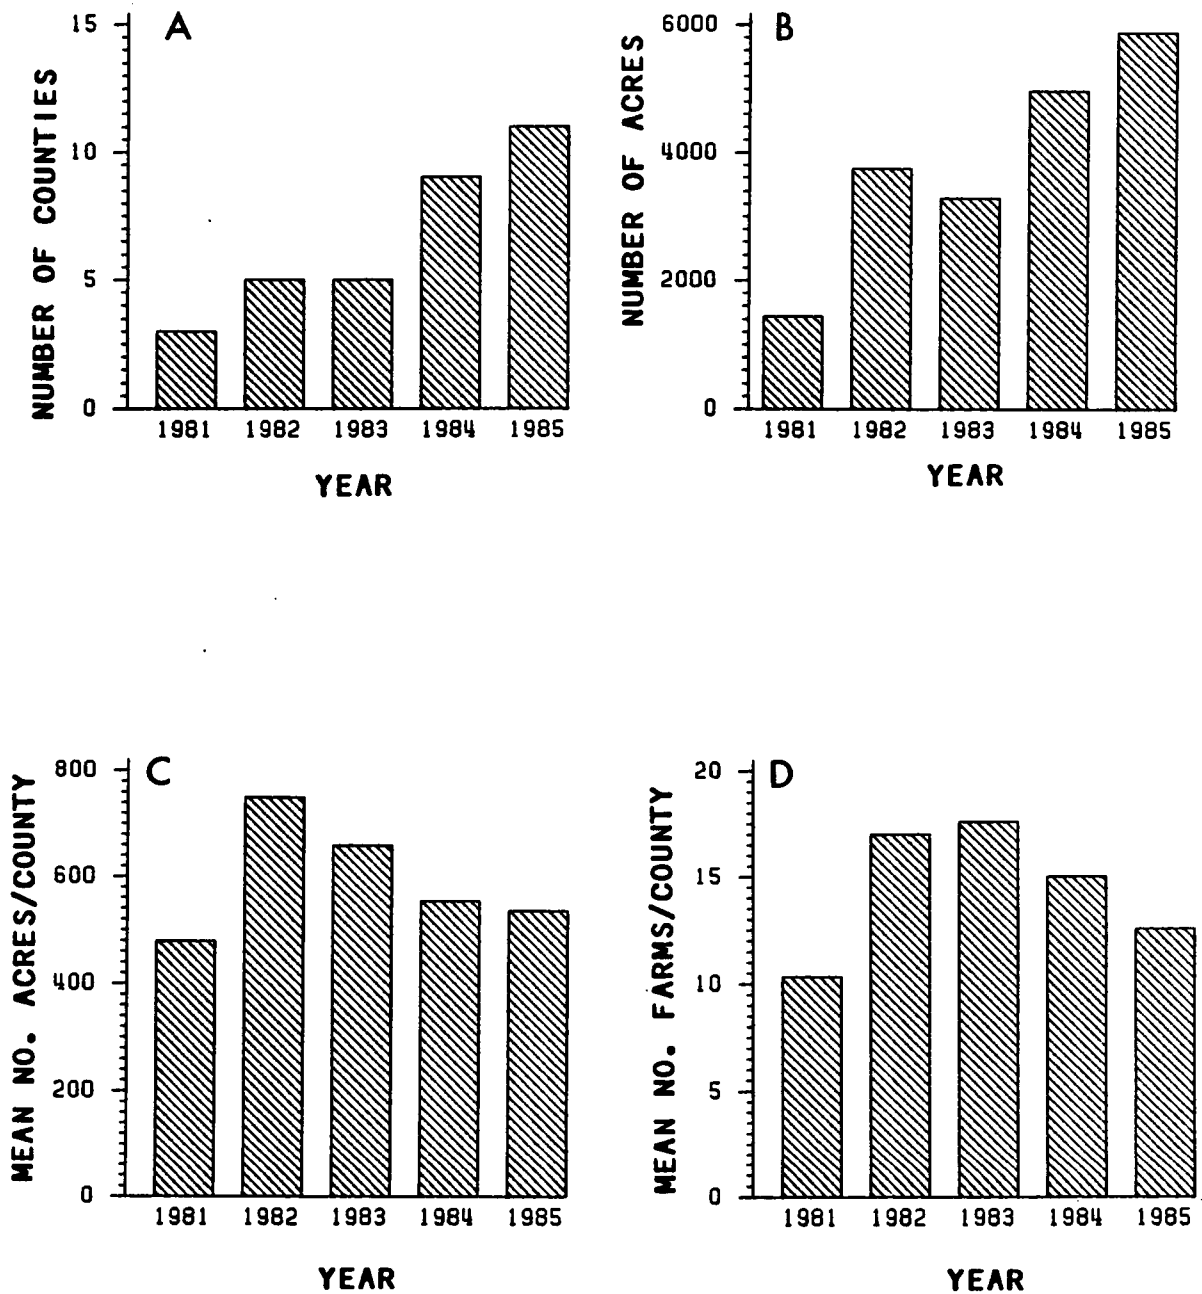 A
15
10
5
0
NUMBER OF COUNTIES
1981 1982 1983 1984 1985
YEAR
B
6000
4000
2000
0
NUMBER OF ACRES
1981 1982 1983 1984 1985
YEAR
C
800
600
400
200
0
MEAN NO. ACRES/COUNTY
1981 1982 1983 1984 1985
YEAR
D
20
15
10
5
0
MEAN NO. FARMS/COUNTY
1981 1982 1983 1984 1985
YEAR